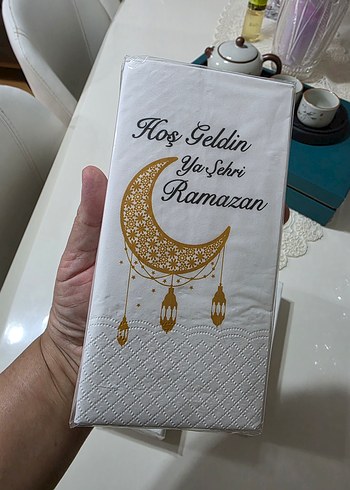 Hoş Geldin
Ya Şehri
Ramazan